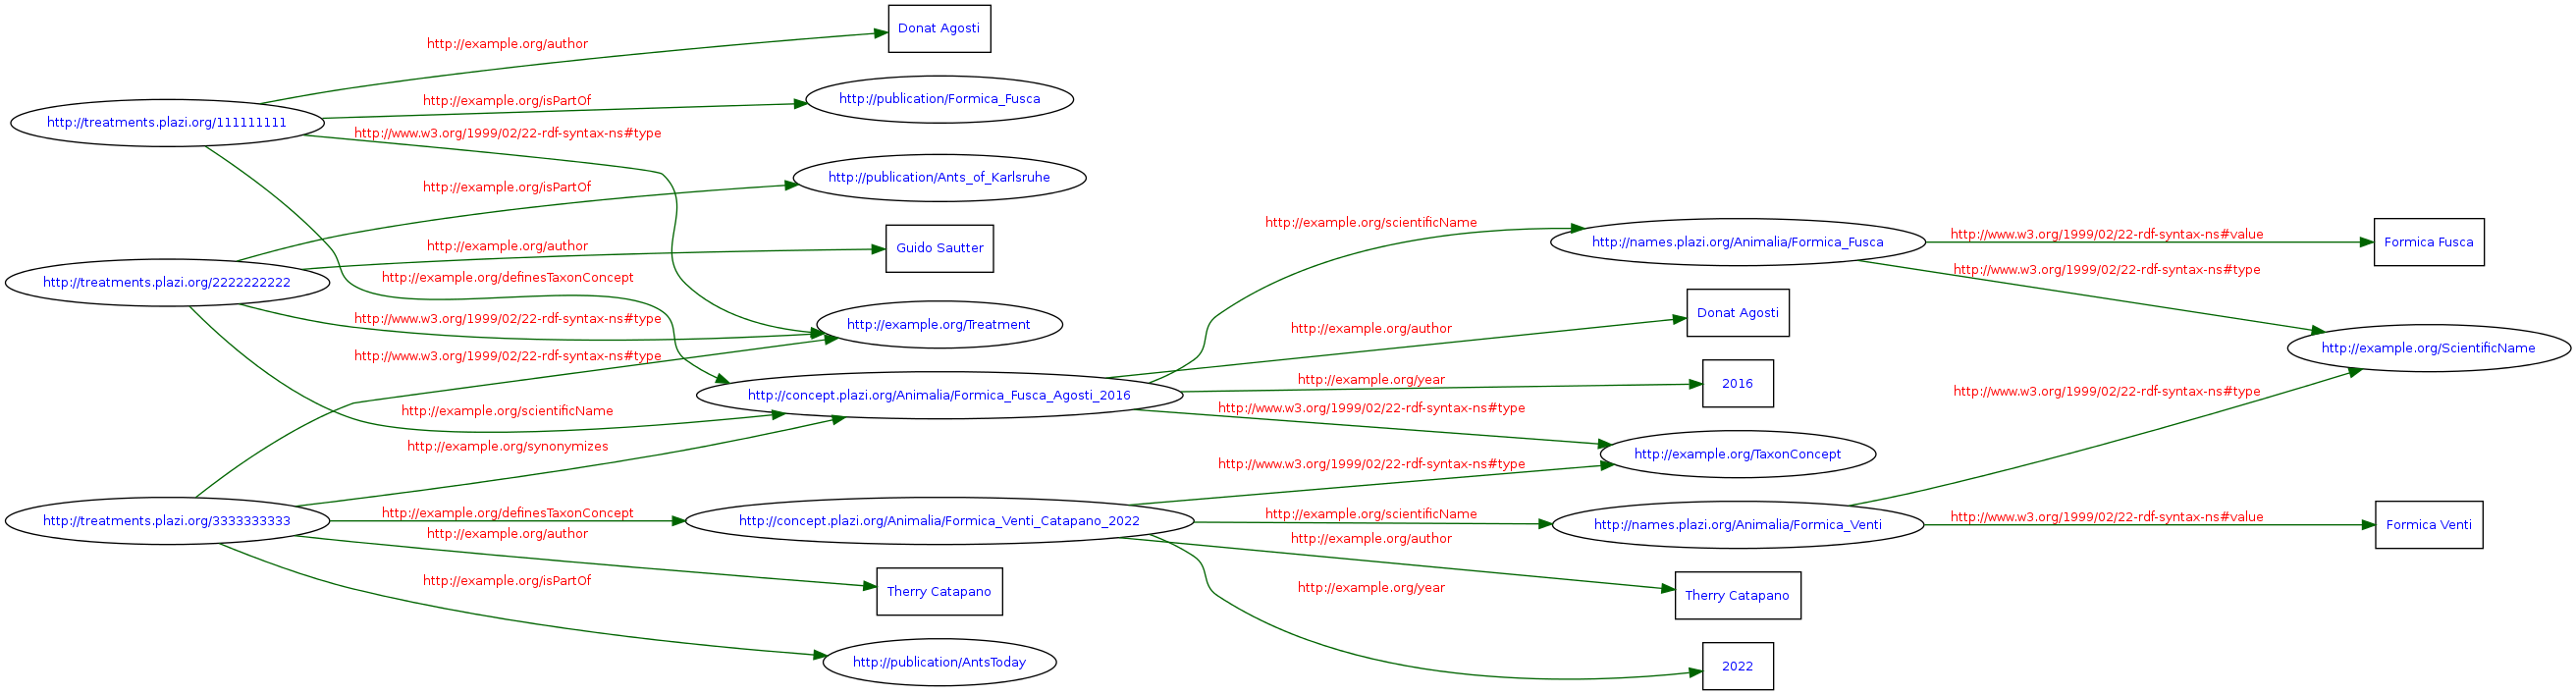 Donat Agosti
http://example.org/author
http://publication/Formica_Fusca
http://example.org/isPartOf
http://treatments.plazi.org/111111111
http://www.w3.org/1999/02/22-rdf-syntax-ns#type
http://publication/Ants_of_Karlsruhe
http://example.org/isPartOf
http://example.org/scientificName
http://names.plazi.org/Animalia/Formica_Fusca
http://www.w3.org/1999/02/22-rdf-syntax-ns#value
Formica Fusca
http://example.org/author
Guido Sautter
http://www.w3.org/1999/02/22-rdf-syntax-ns#type
http://example.org/definesTaxonConcept
http://treatments.plazi.org/2222222222
http://www.w3.org/1999/02/22-rdf-syntax-ns#type
http://example.org/Treatment
http://example.org/author
Donat Agosti
http://example.org/ScientificName
http://www.w3.org/1999/02/22-rdf-syntax-ns#type
http://example.org/year
2016
http://www.w3.org/1999/02/22-rdf-syntax-ns#type
http://concept.plazi.org/Animalia/Formica_Fusca_Agosti_2016
http://example.org/scientificName
http://www.w3.org/1999/02/22-rdf-syntax-ns#type
http://example.org/synonymizes
http://example.org/TaxonConcept
http://www.w3.org/1999/02/22-rdf-syntax-ns#type
http://treatments.plazi.org/3333333333
http://example.org/definesTaxonConcept
http://concept.plazi.org/Animalia/Formica_Venti_Catapano_2022
http://example.org/scientificName
http://names.plazi.org/Animalia/Formica_Venti
http://www.w3.org/1999/02/22-rdf-syntax-ns#value
Formica Venti
http://example.org/author
http://example.org/author
http://example.org/isPartOf
Therry Catapano
http://example.org/year
Therry Catapano
http://publication/AntsToday
2022